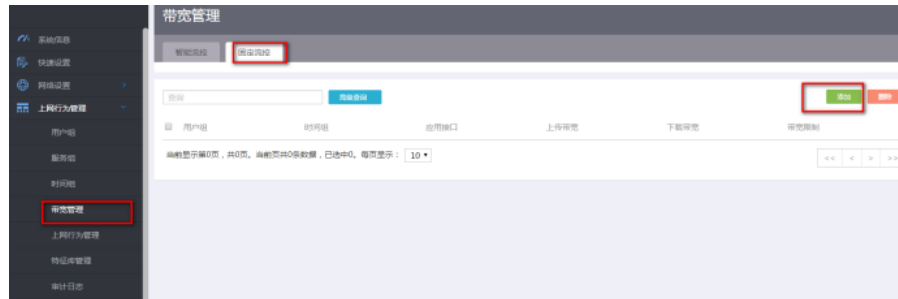 带宽管理
系统信息
快速设置
网络设置
上网行为管理
用户组
服务组
时间组
带宽管理
上网行为管理
特征库管理
审计日志
智能流控 固定流控
查询 高级查询 添加 删除
用户组 时间组 应用接口 上传带宽 下载带宽 带宽限制
当前显示第0页，共0页。当前页共0条数据，已选中0。每页显示： 10
<< < > >>